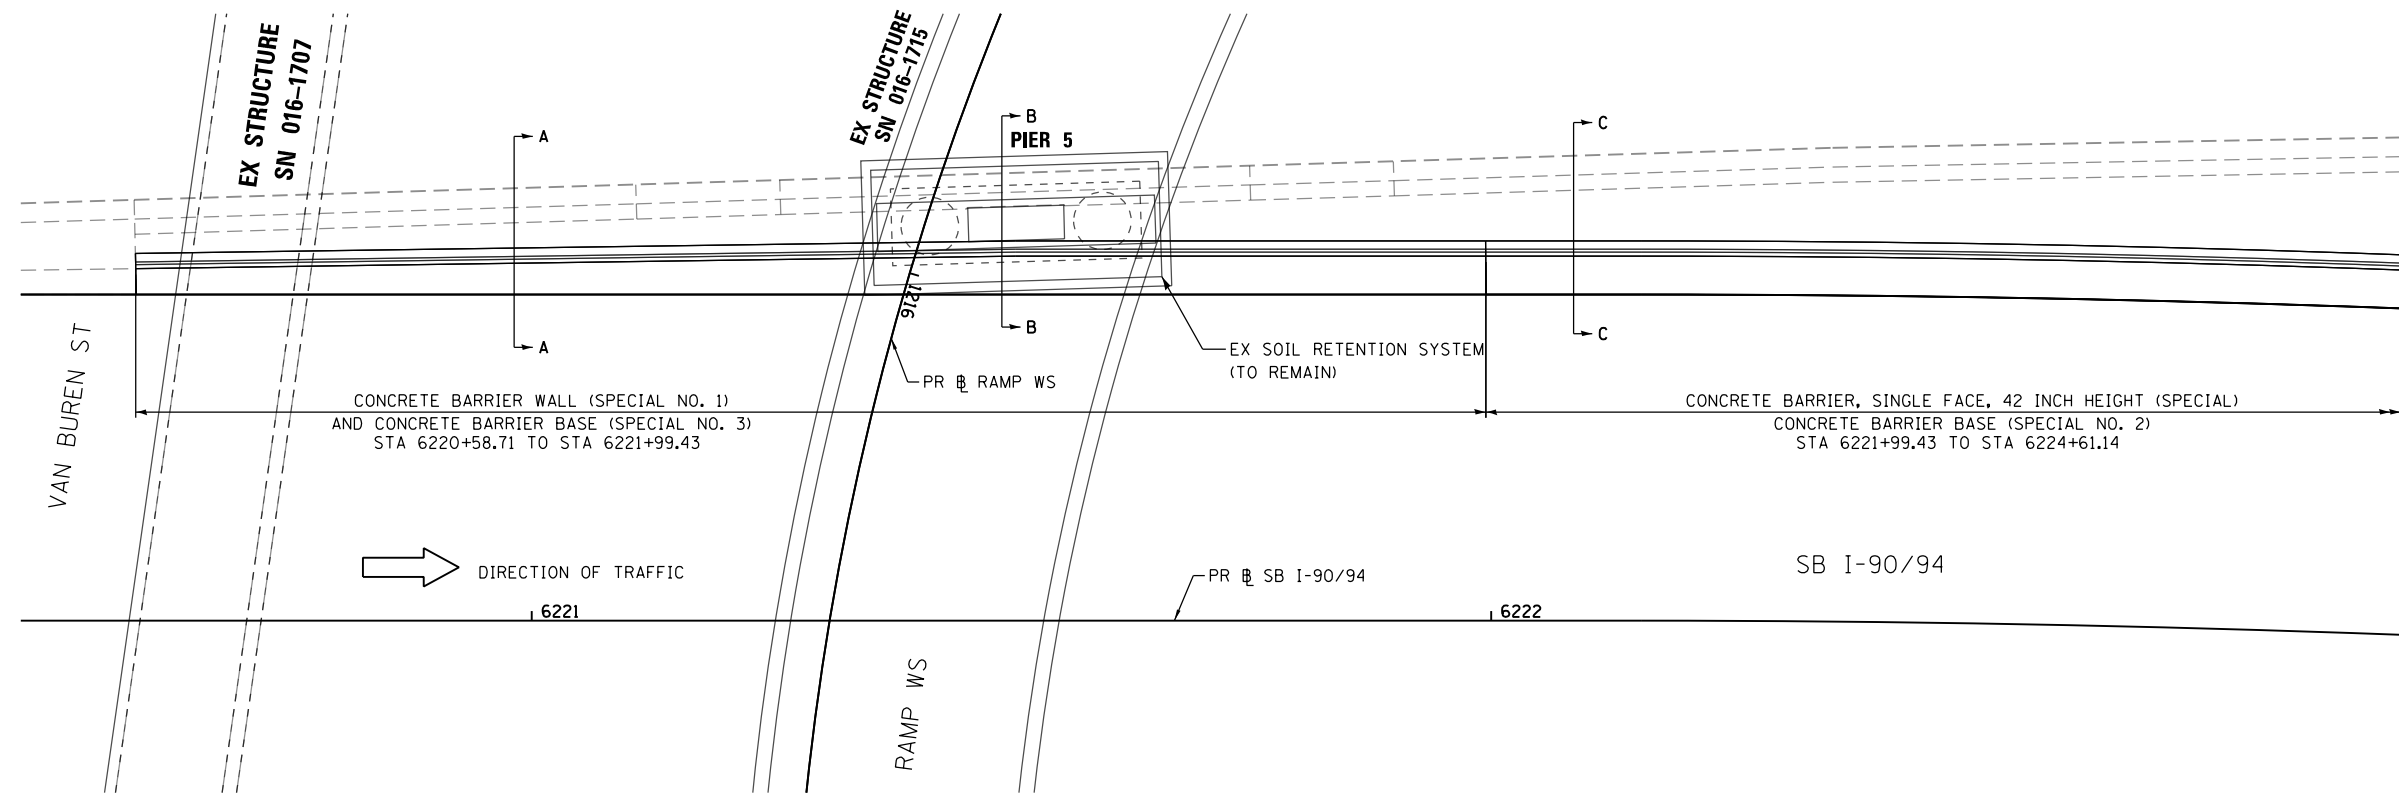 EX STRUCTURE
SN 016-1707
EX STRUCTURE
SN 016-1715
A
B
PIER 5
C
1216
A
B
C
VAN BUREN ST
EX SOIL RETENTION SYSTEM
(TO REMAIN)
PR BL RAMP WS
CONCRETE BARRIER WALL (SPECIAL NO. 1)
AND CONCRETE BARRIER BASE (SPECIAL NO. 3)
STA 6220+58.71 TO STA 6221+99.43
CONCRETE BARRIER, SINGLE FACE, 42 INCH HEIGHT (SPECIAL)
CONCRETE BARRIER BASE (SPECIAL NO. 2)
STA 6221+99.43 TO STA 6224+61.14
DIRECTION OF TRAFFIC
PR BL SB I-90/94
SB I-90/94
6221
6222
RAMP WS